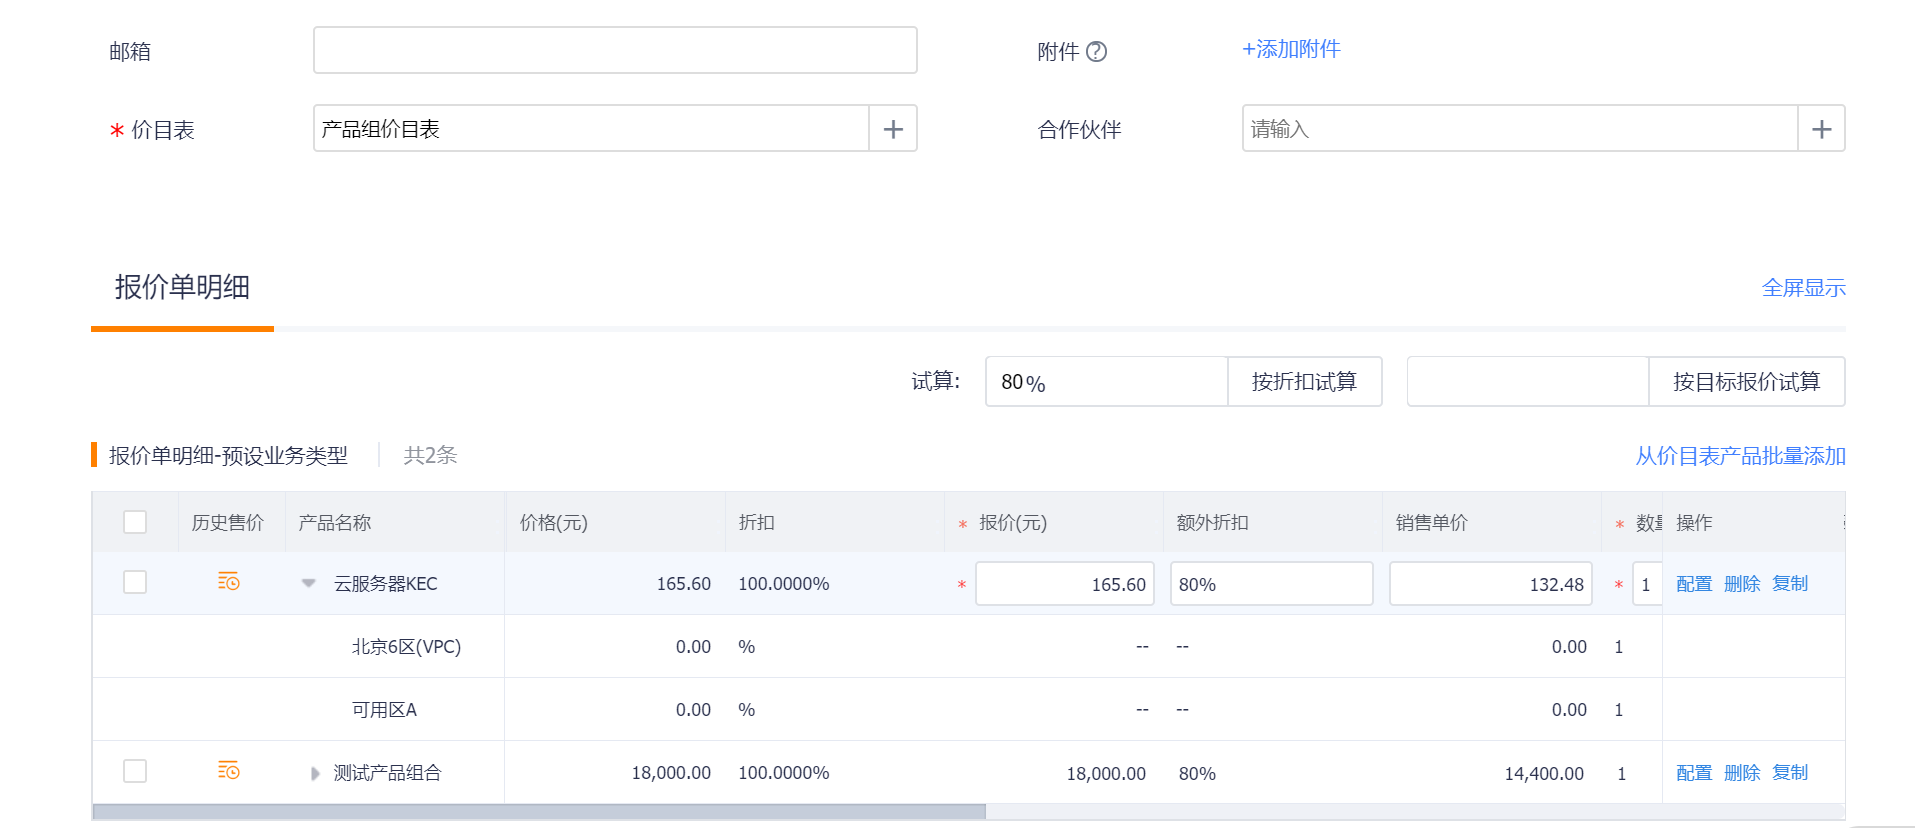 邮箱
附件 +添加附件
* 价目表 产品组价目表 +
合作伙伴 请输入 +
报价单明细 全屏显示
试算: 80% 按折扣试算 按目标报价试算
报价单明细-预设业务类型 共2条 从价目表产品批量添加
历史售价 产品名称 价格(元) 折扣 * 报价(元) 额外折扣 销售单价 * 数量 操作
云服务器KEC 165.60 100.0000% * 165.60 80% 132.48 * 1 配置 删除 复制
北京6区(VPC) 0.00 % -- -- 0.00 1
可用区A 0.00 % -- -- 0.00 1
测试产品组合 18,000.00 100.0000% 18,000.00 80% 14,400.00 1 配置 删除 复制